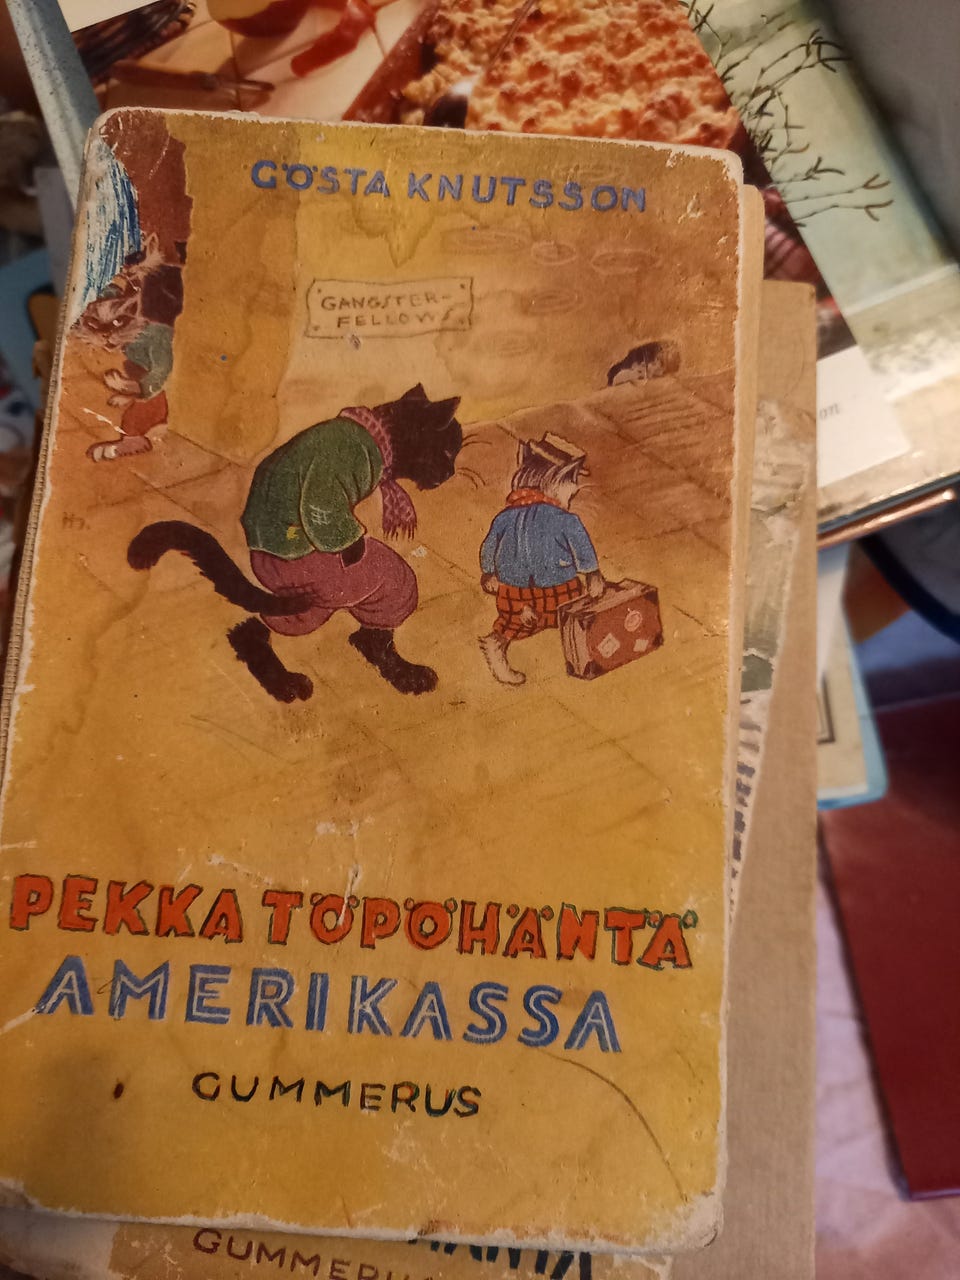 GÖSTA KNUTSSON
GANGSTER-
FELLOWS
PEKKA TÖPÖHÄNTÄ
AMERIKASSA
GUMMERUS
GUMMERUS